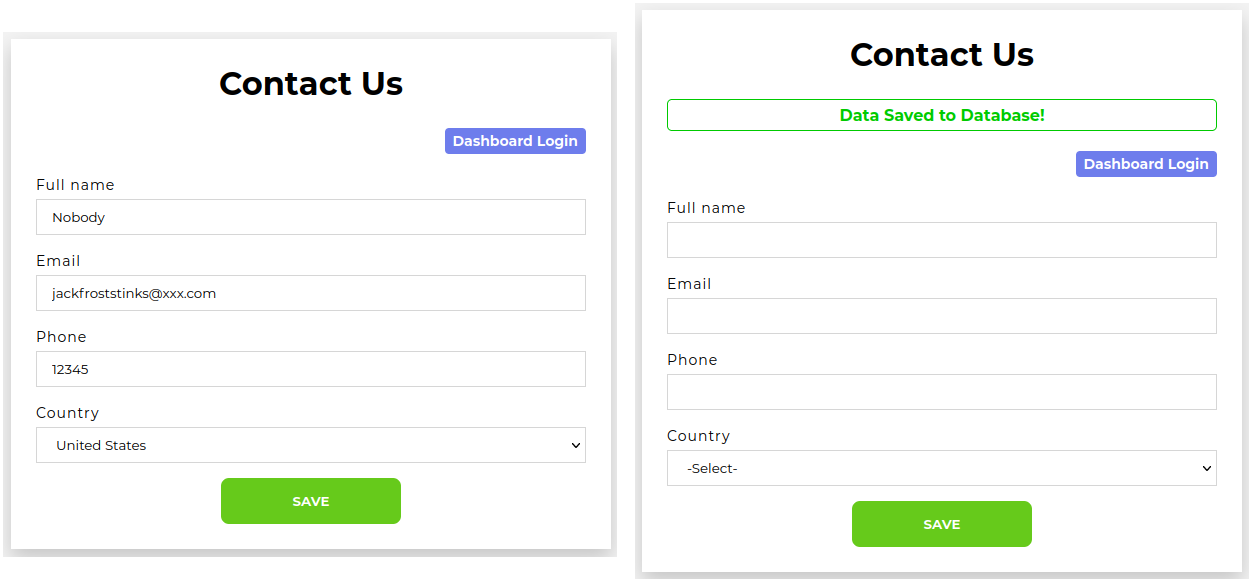 Contact Us
Dashboard Login
Full name
Nobody
Email
jackfroststinks@xxx.com
Phone
12345
Country
United States
SAVE
Contact Us
Data Saved to Database!
Dashboard Login
Full name
Email
Phone
Country
-Select-
SAVE